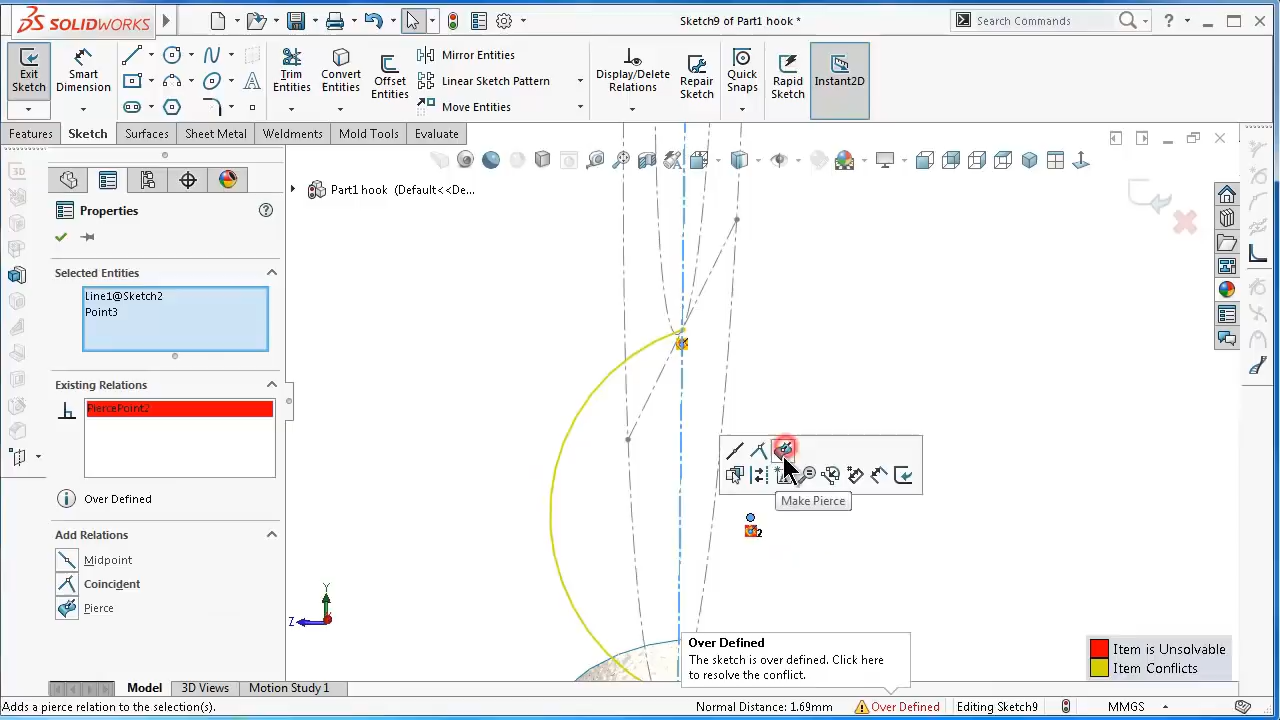 SOLIDWORKS
Sketch9 of Part1 hook *
Search Commands
Exit Sketch
Smart Dimension
Trim Entities
Convert Entities
Offset Entities
Mirror Entities
Linear Sketch Pattern
Move Entities
Display/Delete Relations
Repair Sketch
Quick Snaps
Rapid Sketch
Instant2D
Features
Sketch
Surfaces
Sheet Metal
Weldments
Mold Tools
Evaluate
Part1 hook (Default<<De...
Properties
Selected Entities
Line1@Sketch2
Point3
Existing Relations
PiercePoint2
Over Defined
Add Relations
Midpoint
Coincident
Pierce
Make Pierce
2
Y
Z
Over Defined
The sketch is over defined. Click here
to resolve the conflict.
Item is Unsolvable
Item Conflicts
Model
3D Views
Motion Study 1
Adds a pierce relation to the selection(s).
Normal Distance: 1.69mm
Over Defined
Editing Sketch9
MMGS